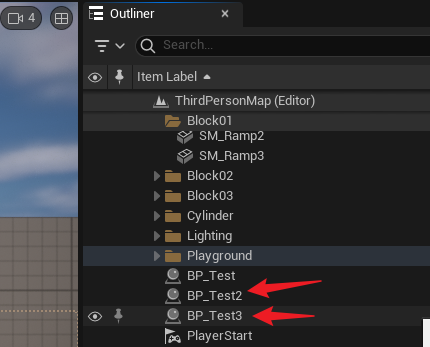 4
Outliner
Search...
Item Label
ThirdPersonMap (Editor)
Block01
SM_Ramp2
SM_Ramp3
Block02
Block03
Cylinder
Lighting
Playground
BP_Test
BP_Test2
BP_Test3
PlayerStart